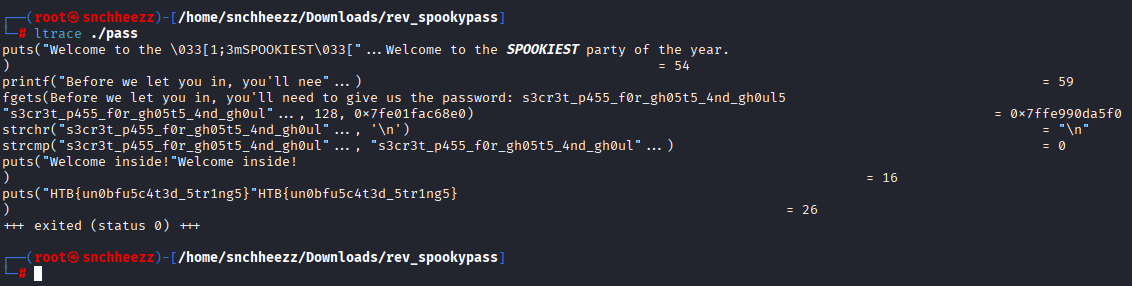 ┌──(root㉿snchheezz)-[/home/snchheezz/Downloads/rev_spookypass]
└─# ltrace ./pass
puts("Welcome to the \033[1;3mSPOOKIEST\033["...Welcome to the SPOOKIEST party of the year.
) = 54
printf("Before we let you in, you'll nee"...) = 59
fgets(Before we let you in, you'll need to give us the password: s3cr3t_p455_f0r_gh05t5_4nd_gh0ul5
"s3cr3t_p455_f0r_gh05t5_4nd_gh0ul"..., 128, 0x7fe01fac68e0) = 0x7ffe990da5f0
strchr("s3cr3t_p455_f0r_gh05t5_4nd_gh0ul"..., '\n') = "\n"
strcmp("s3cr3t_p455_f0r_gh05t5_4nd_gh0ul"..., "s3cr3t_p455_f0r_gh05t5_4nd_gh0ul"...) = 0
puts("Welcome inside!"Welcome inside!
) = 16
puts("HTB{un0bfu5c4t3d_5tr1ng5}"HTB{un0bfu5c4t3d_5tr1ng5}
) = 26
+++ exited (status 0) +++
┌──(root㉿snchheezz)-[/home/snchheezz/Downloads/rev_spookypass]
└─#